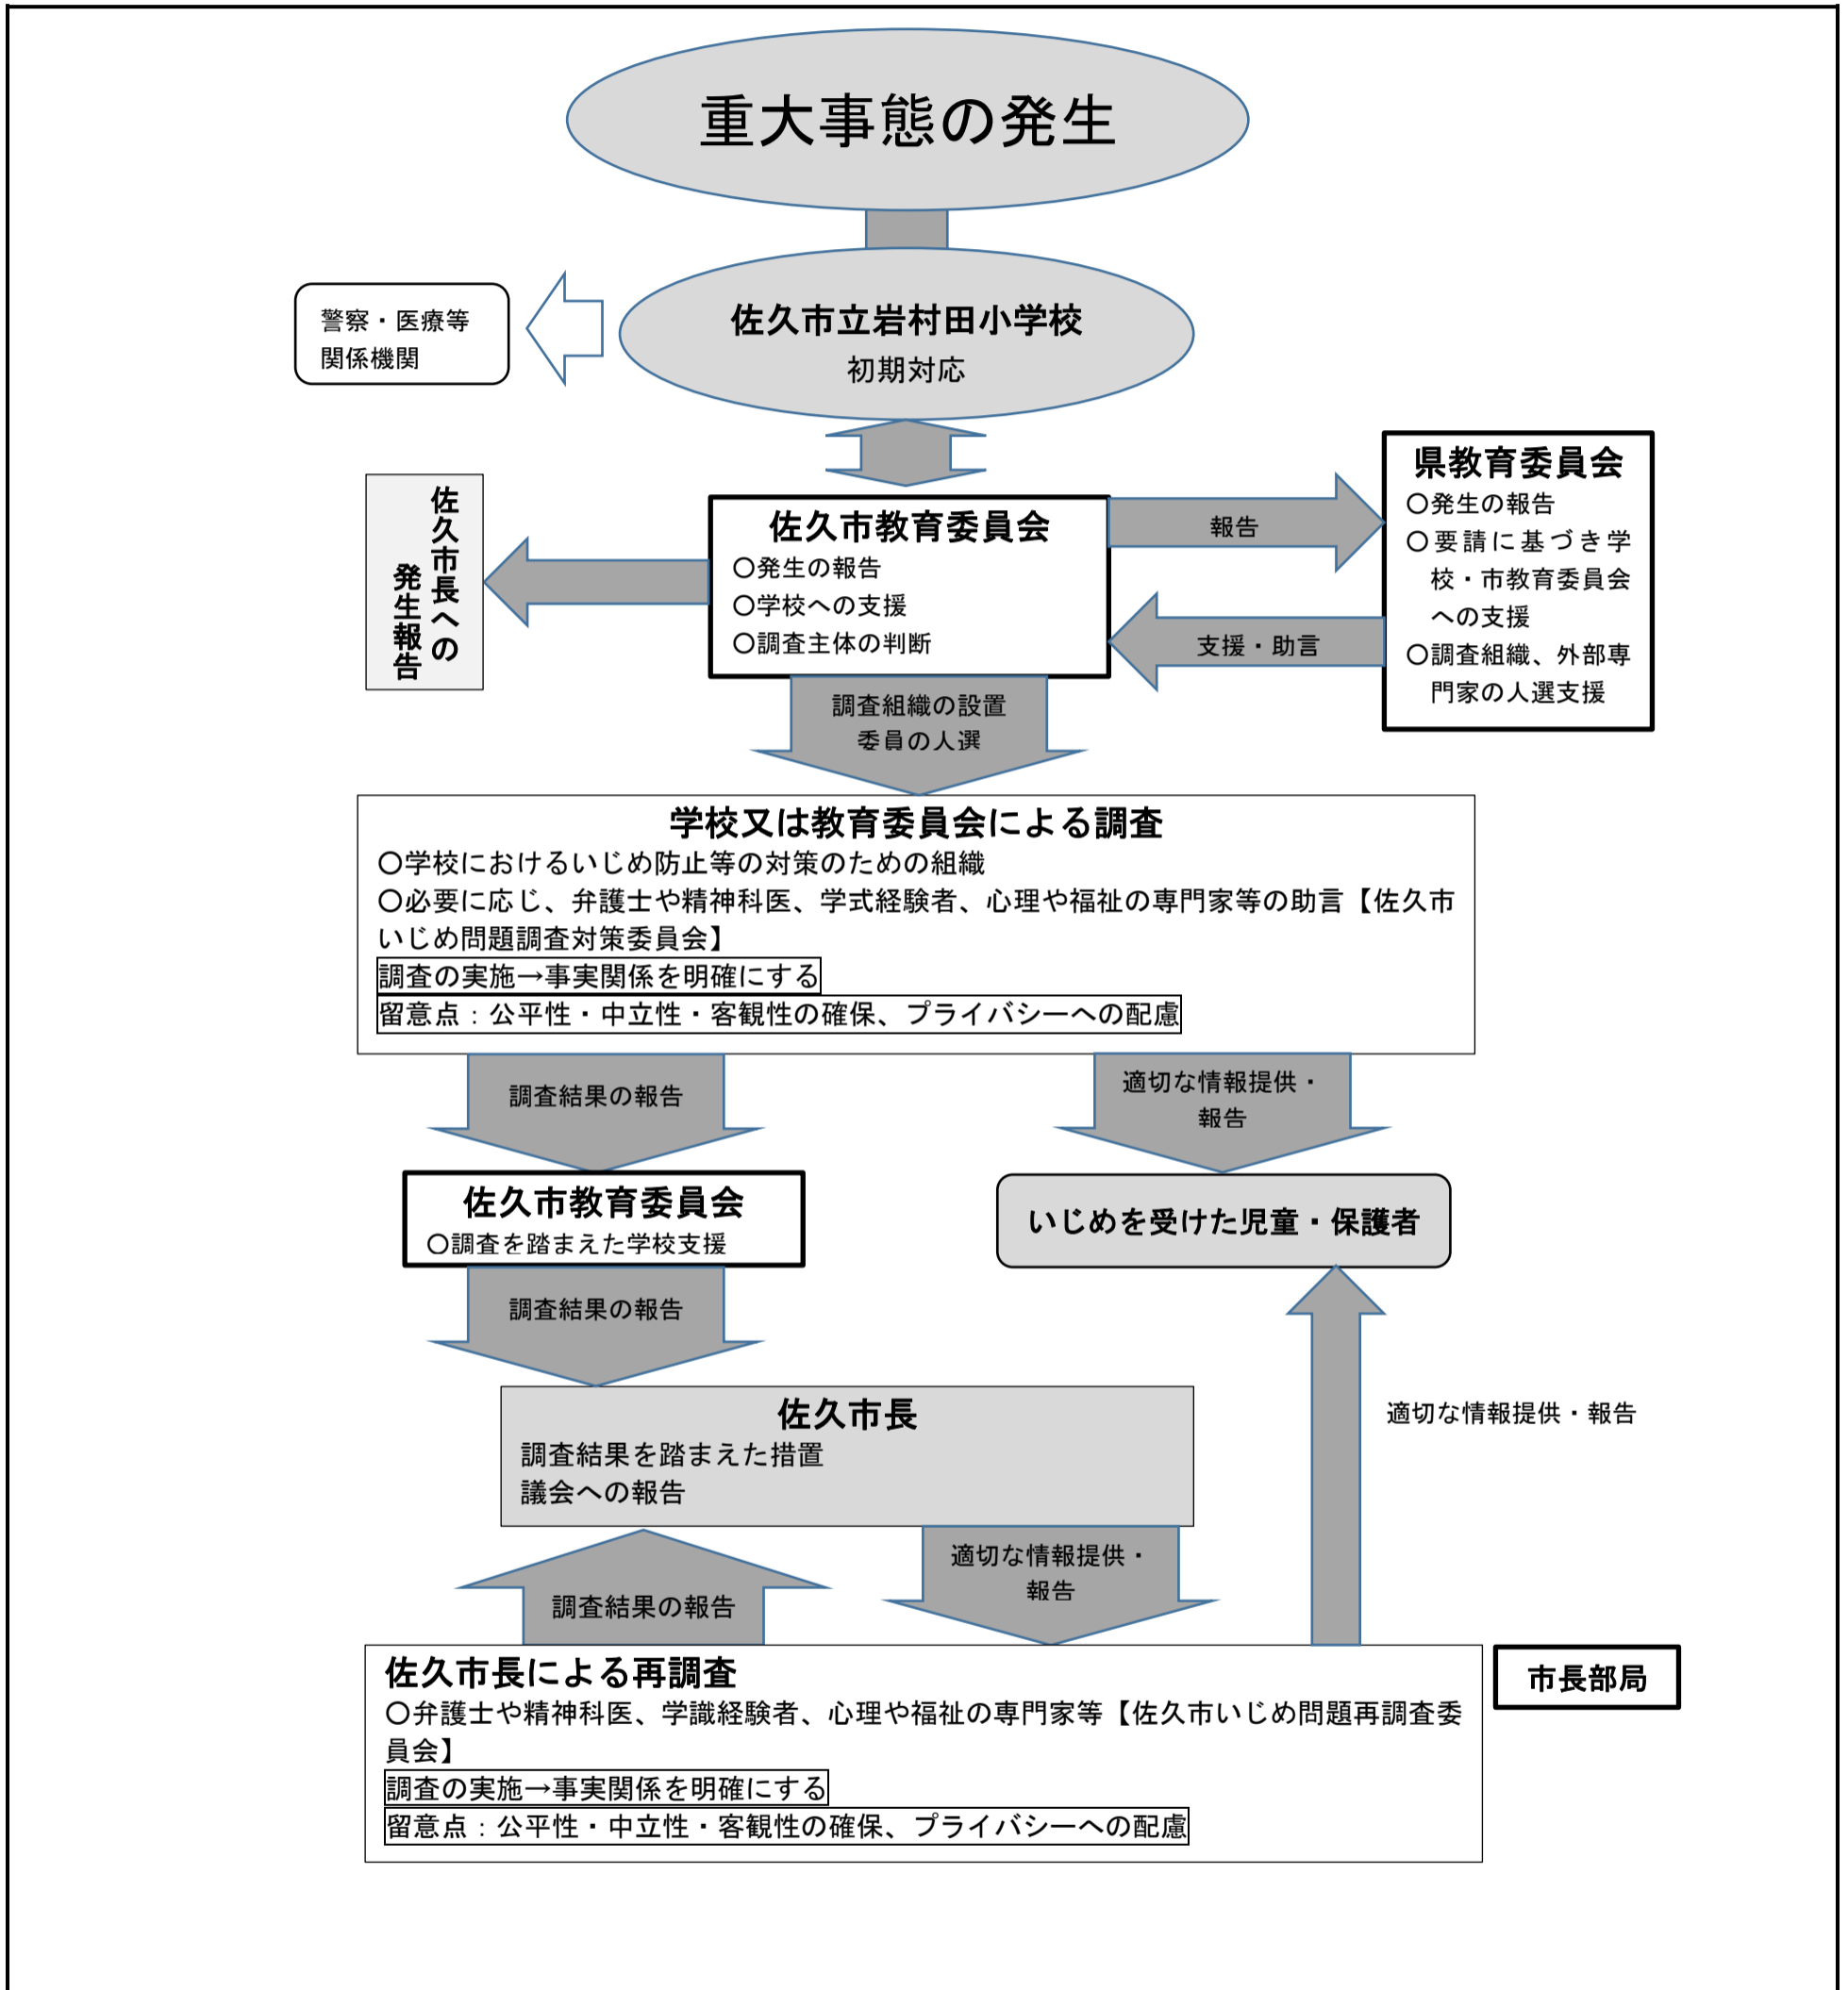 重大事態の発生
佐久市立岩村田小学校
初期対応
警察・医療等
関係機関
佐久市教育委員会
〇発生の報告
〇学校への支援
〇調査主体の判断
佐久市長への
発生報告
報告
支援・助言
県教育委員会
〇発生の報告
〇要請に基づき学
校・市教育委員会
への支援
〇調査組織、外部専
門家の人選支援
調査組織の設置
委員の人選
学校又は教育委員会による調査
〇学校におけるいじめ防止等の対策のための組織
〇必要に応じ、弁護士や精神科医、学式経験者、心理や福祉の専門家等の助言【佐久市
いじめ問題調査対策委員会】
調査の実施→事実関係を明確にする
留意点：公平性・中立性・客観性の確保、プライバシーへの配慮
調査結果の報告
適切な情報提供・
報告
佐久市教育委員会
〇調査を踏まえた学校支援
いじめを受けた児童・保護者
調査結果の報告
佐久市長
調査結果を踏まえた措置
議会への報告
適切な情報提供・報告
調査結果の報告
適切な情報提供・
報告
佐久市長による再調査
〇弁護士や精神科医、学識経験者、心理や福祉の専門家等【佐久市いじめ問題再調査委
員会】
調査の実施→事実関係を明確にする
留意点：公平性・中立性・客観性の確保、プライバシーへの配慮
市長部局